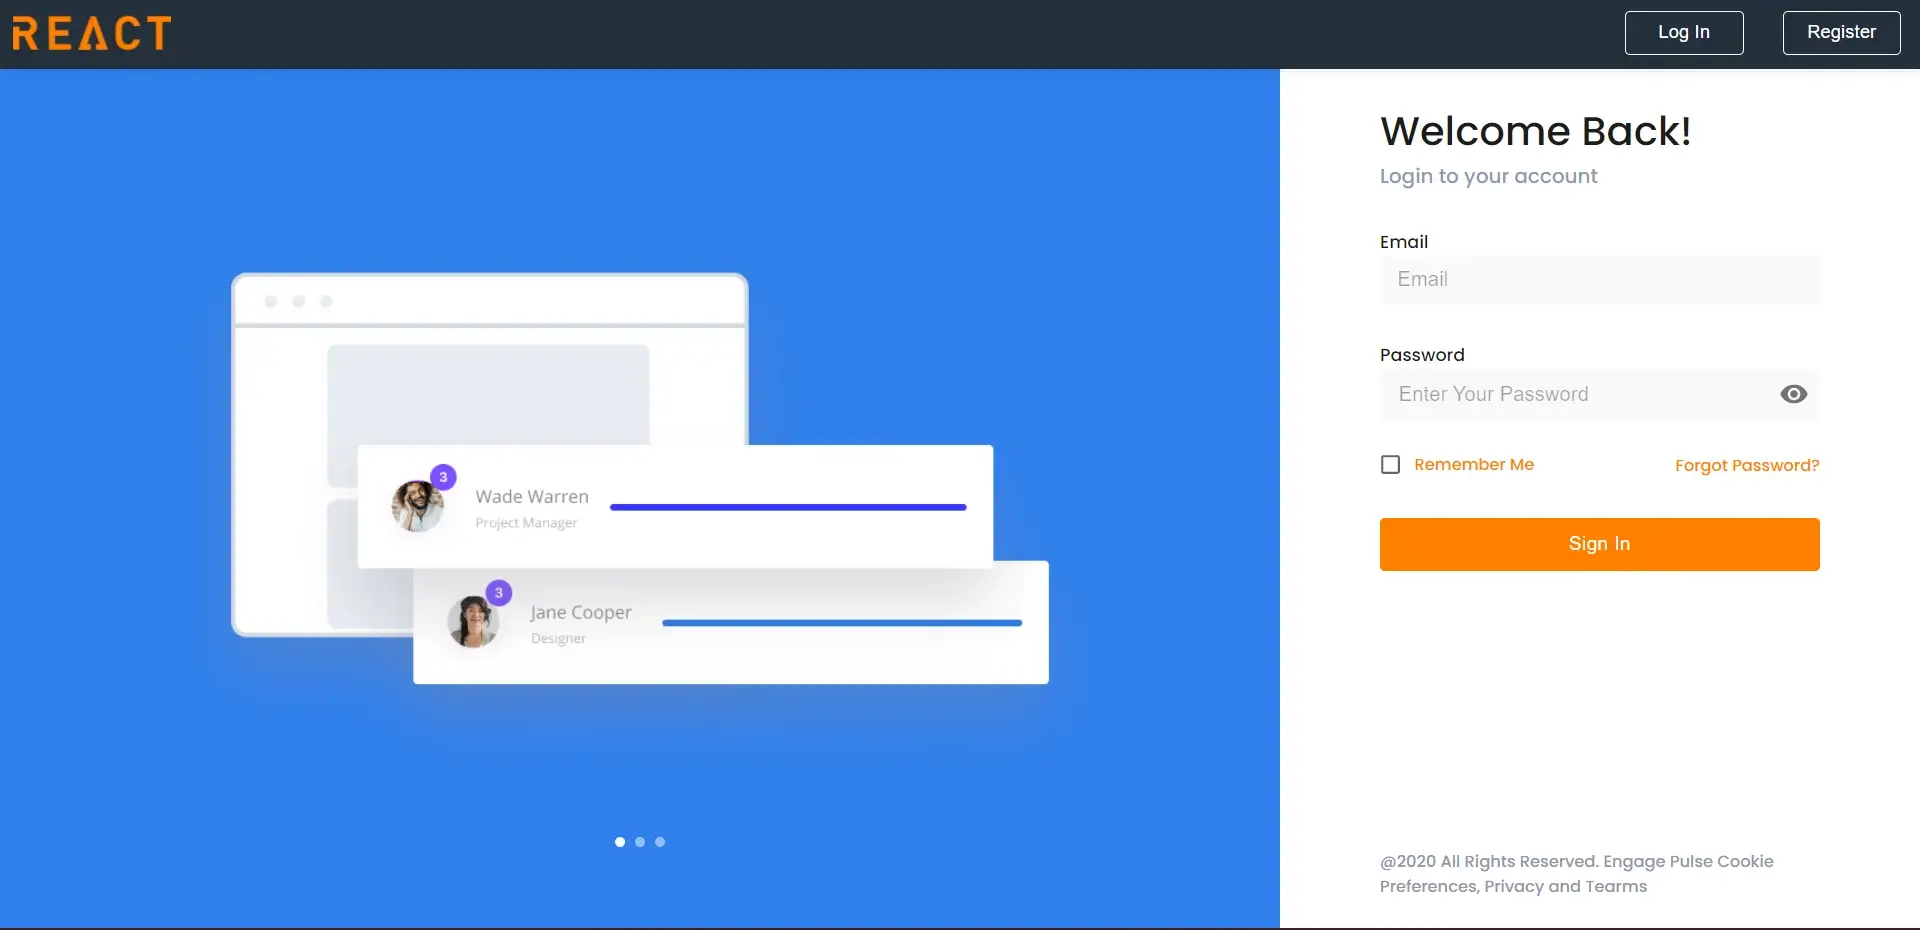 REACT
Log In
Register
Welcome Back!
Login to your account
Email
Email
Password
Enter Your Password
Remember Me
Forgot Password?
Sign In
3
Wade Warren
Project Manager
3
Jane Cooper
Designer
@2020 All Rights Reserved. Engage Pulse Cookie
Preferences, Privacy and Tearms